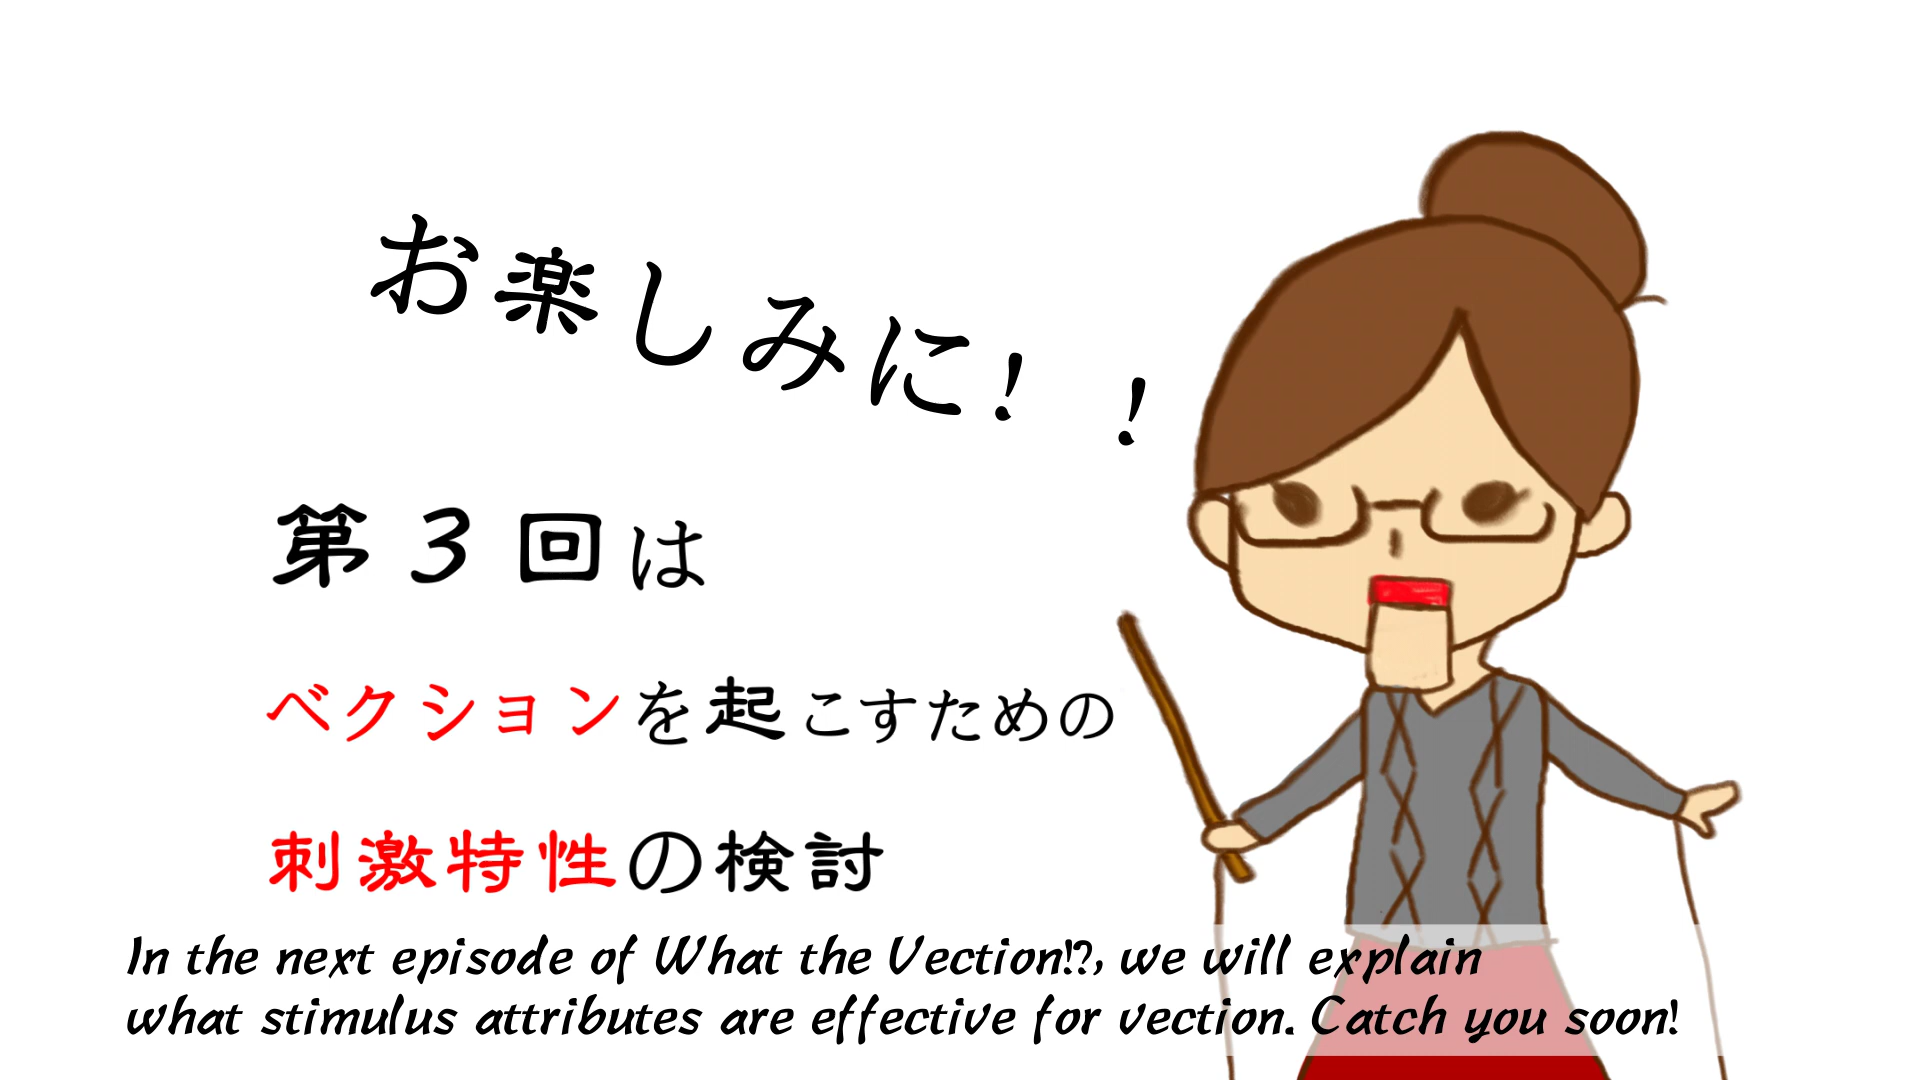 お楽しみに！！
第３回は
ベクションを起こすための
刺激特性の検討
In the next episode of What the Vection!?, we will explain
what stimulus attributes are effective for vection. Catch you soon!